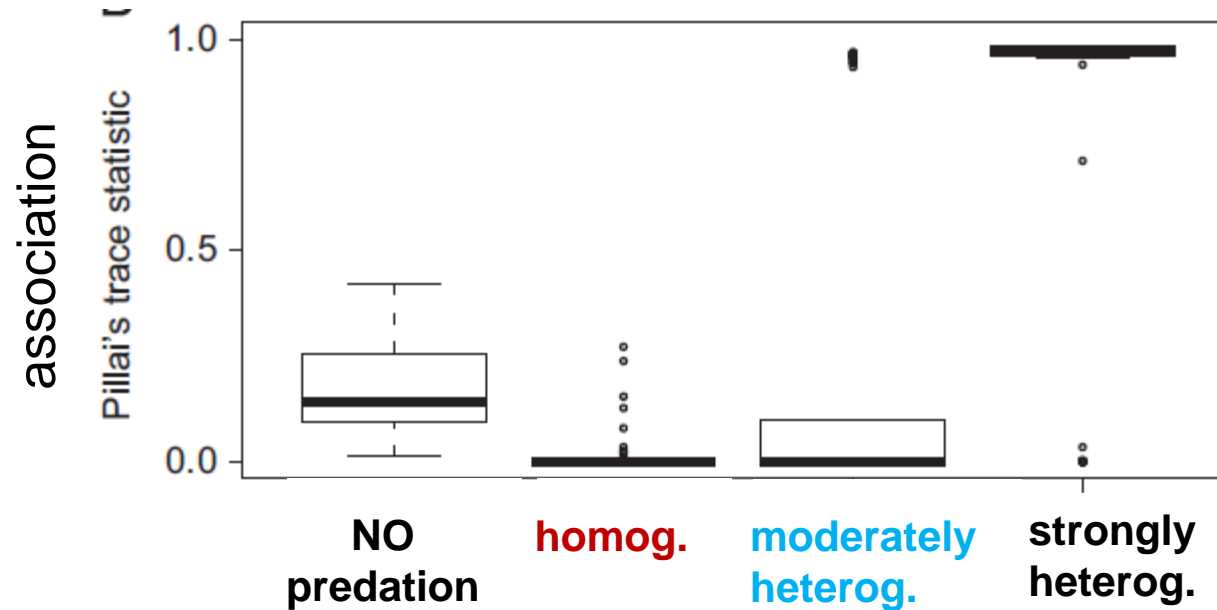 association
Pillai's trace statistic
1.0
0.5
0.0
NO
predation
homog.
moderately
heterog.
strongly
heterog.